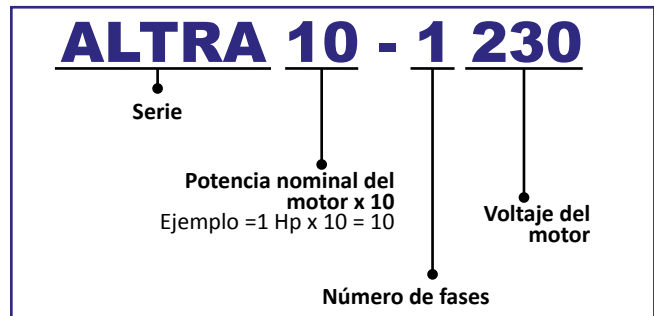 ALTRA 10 - 1 230
Serie
Potencia nominal del
motor x 10
Ejemplo =1 Hp x 10 = 10
Voltaje del
motor
Número de fases